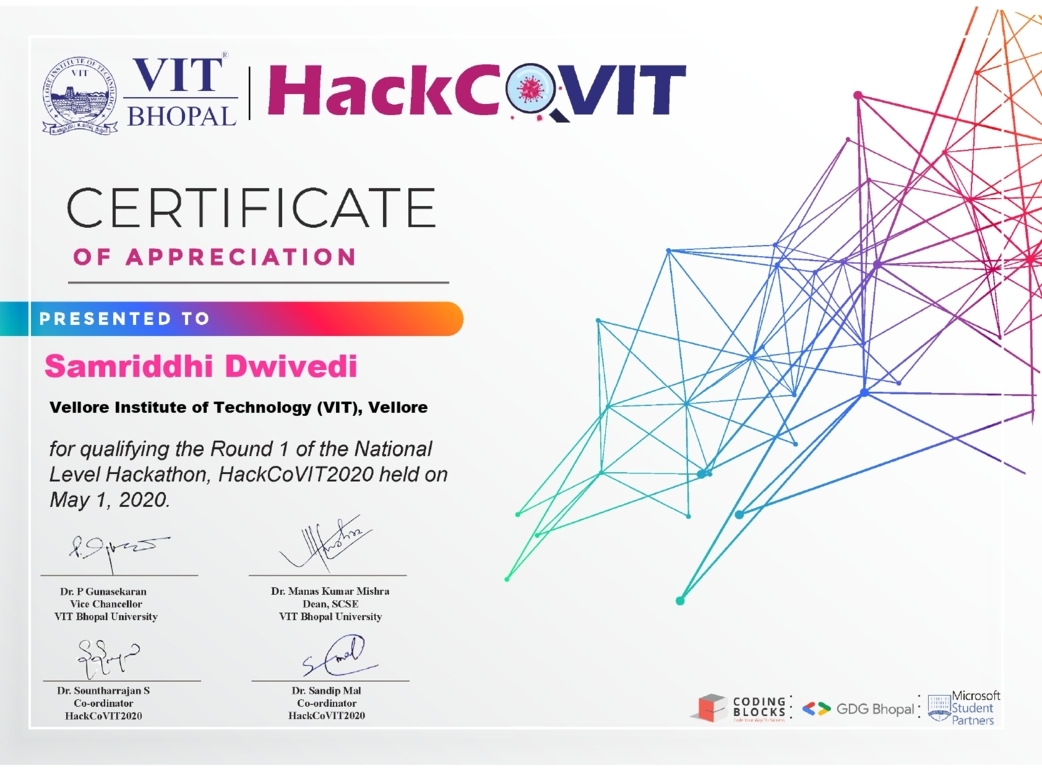 VIT®
BHOPAL
HackCOVIT
CERTIFICATE
OF APPRECIATION
PRESENTED TO
Samriddhi Dwivedi
Vellore Institute of Technology (VIT), Vellore
for qualifying the Round 1 of the National
Level Hackathon, HackCoVIT2020 held on
May 1, 2020.
Dr. P Gunasekaran
Vice Chancellor
VIT Bhopal University
Dr. Manas Kumar Mishra
Dean, SCSE
VIT Bhopal University
Dr. Sountharrajan S
Co-ordinator
HackCoVIT2020
Dr. Sandip Mal
Co-ordinator
HackCoVIT2020
CODING
BLOCKS
GDG Bhopal
Microsoft
Student
Partners